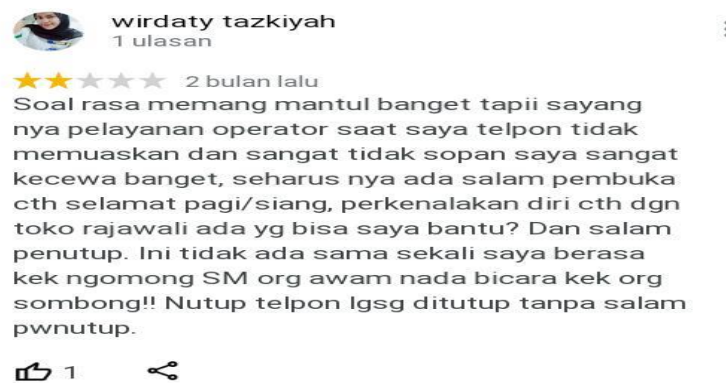 wirdaty tazkiyah
1 ulasan
2 bulan lalu
Soal rasa memang mantul banget tapii sayang
nya pelayanan operator saat saya telpon tidak
memuaskan dan sangat tidak sopan saya sangat
kecewa banget, seharus nya ada salam pembuka
cth selamat pagi/siang, perkenalakan diri cth dgn
toko rajawali ada yg bisa saya bantu? Dan salam
penutup. Ini tidak ada sama sekali saya berasa
kek ngomong SM org awam nada bicara kek org
sombong!! Nutup telpon lgsg ditutup tanpa salam
pwnutup.
1